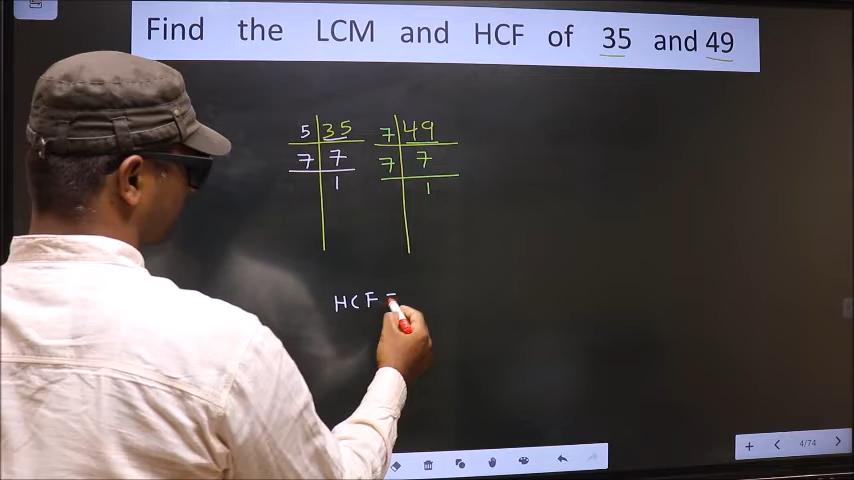 Find the LCM and HCF of 35 and 49
5 35 7 49
7 7 7 7
1 1
HCF =
4/74